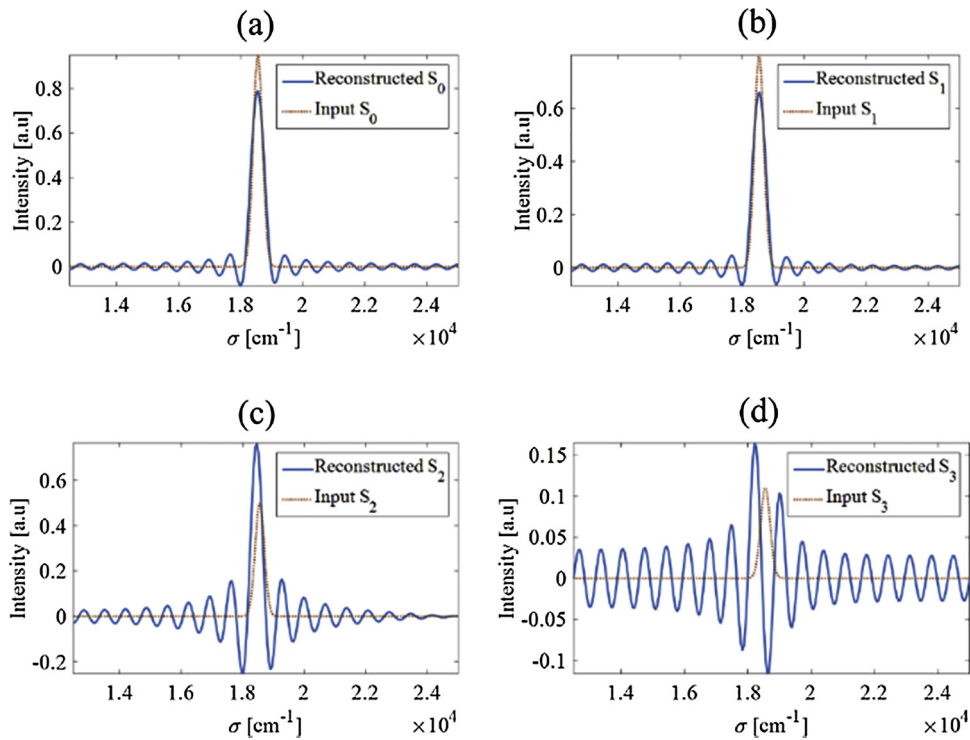 (a)
Reconstructed S0
Input S0
Intensity [a.u]
0.8
0.6
0.4
0.2
0
1.4 1.6 1.8 2 2.2 2.4
σ [cm-1]
×10^4
(b)
Reconstructed S1
Input S1
Intensity [a.u]
0.6
0.4
0.2
0
1.4 1.6 1.8 2 2.2 2.4
σ [cm-1]
×10^4
(c)
Reconstructed S2
Input S2
Intensity [a.u]
0.6
0.4
0.2
0
-0.2
1.4 1.6 1.8 2 2.2 2.4
σ [cm-1]
×10^4
(d)
Reconstructed S3
Input S3
Intensity [a.u]
0.15
0.1
0.05
0
-0.05
-0.1
1.4 1.6 1.8 2 2.2 2.4
σ [cm-1]
×10^4